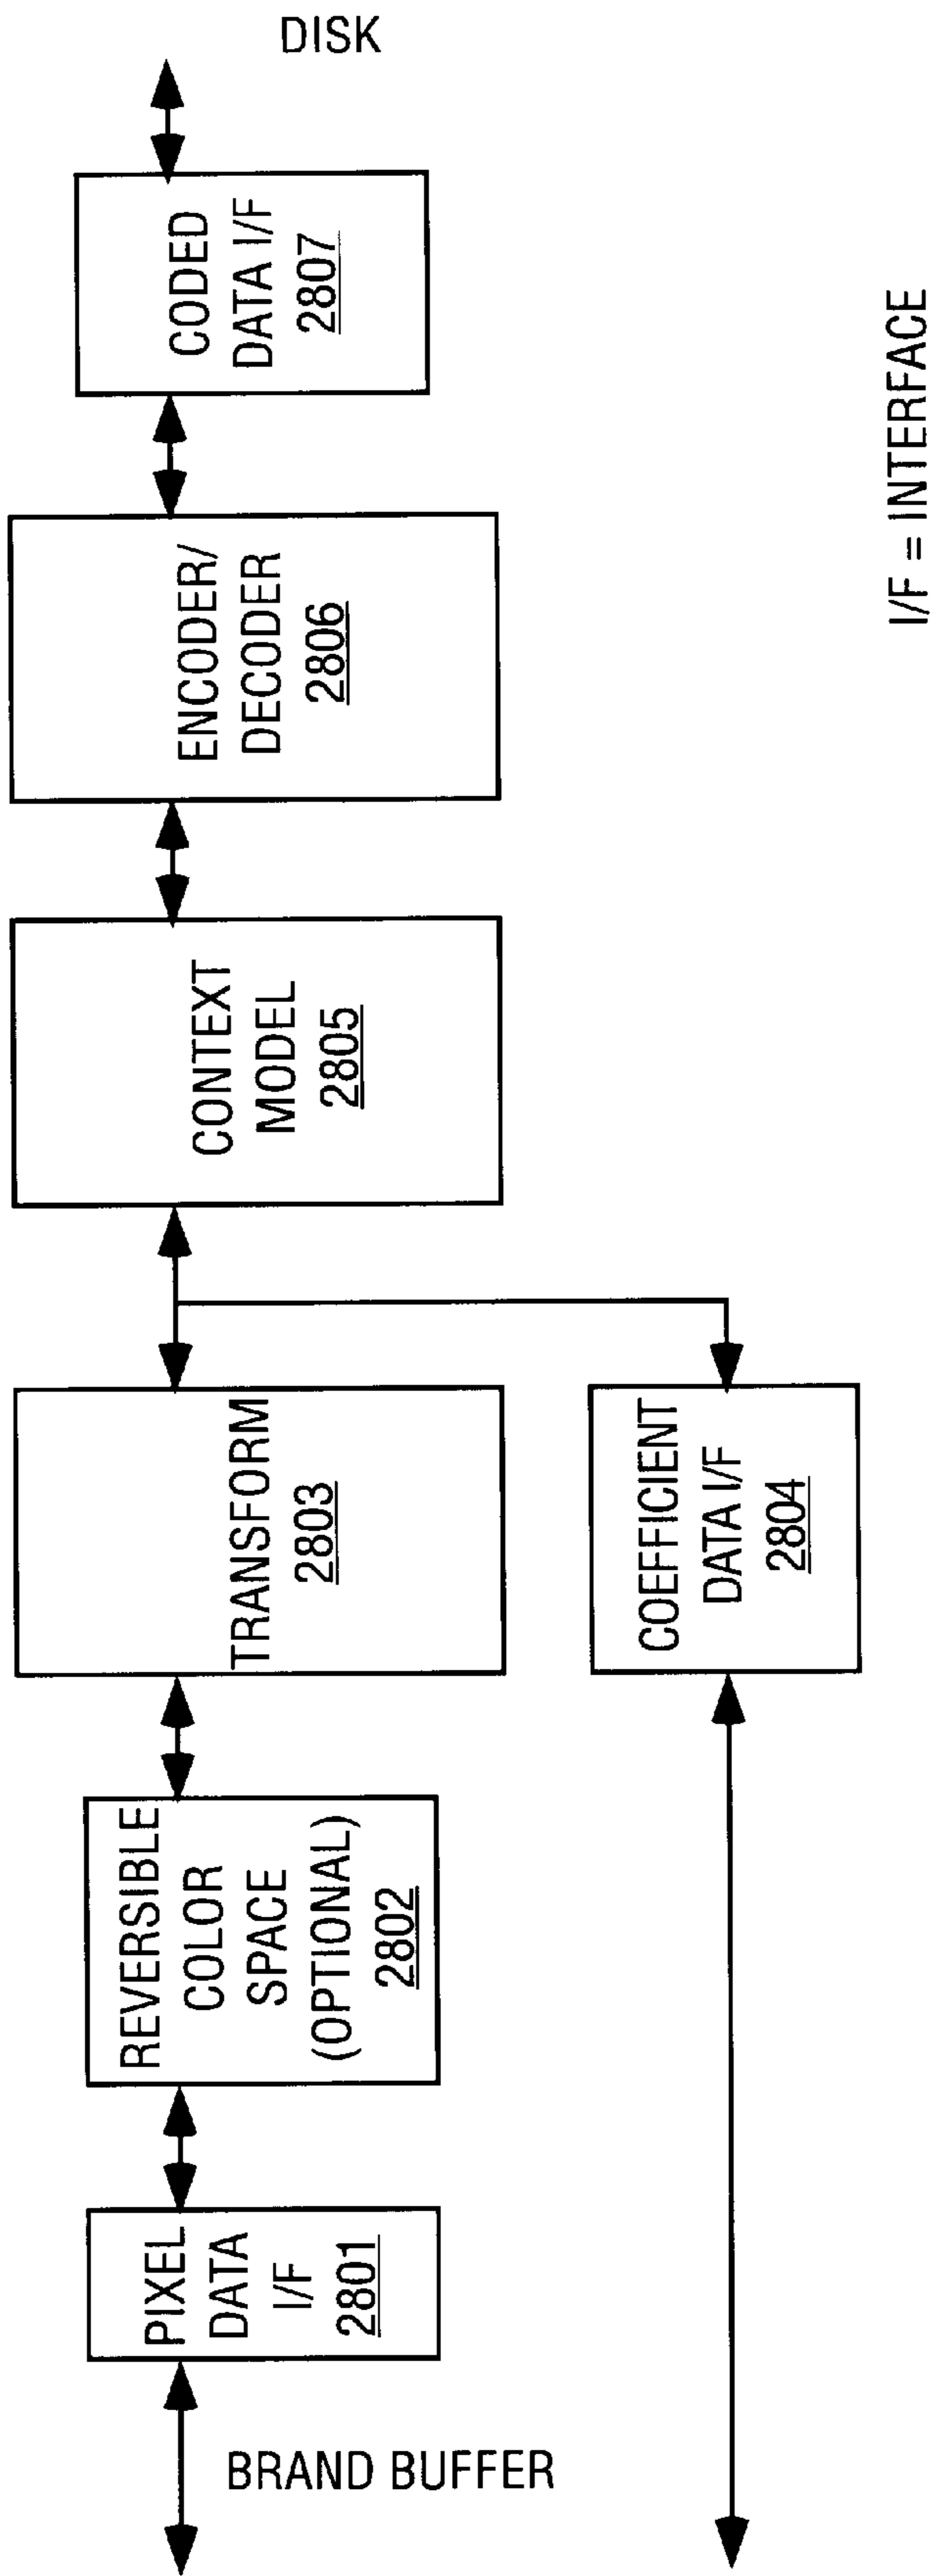 BRAND BUFFER
PIXEL
DATA
I/F
2801
REVERSIBLE
COLOR
SPACE
(OPTIONAL)
2802
TRANSFORM
2803
COEFFICIENT
DATA I/F
2804
CONTEXT
MODEL
2805
ENCODER/
DECODER
2806
CODED
DATA I/F
2807
DISK
I/F = INTERFACE